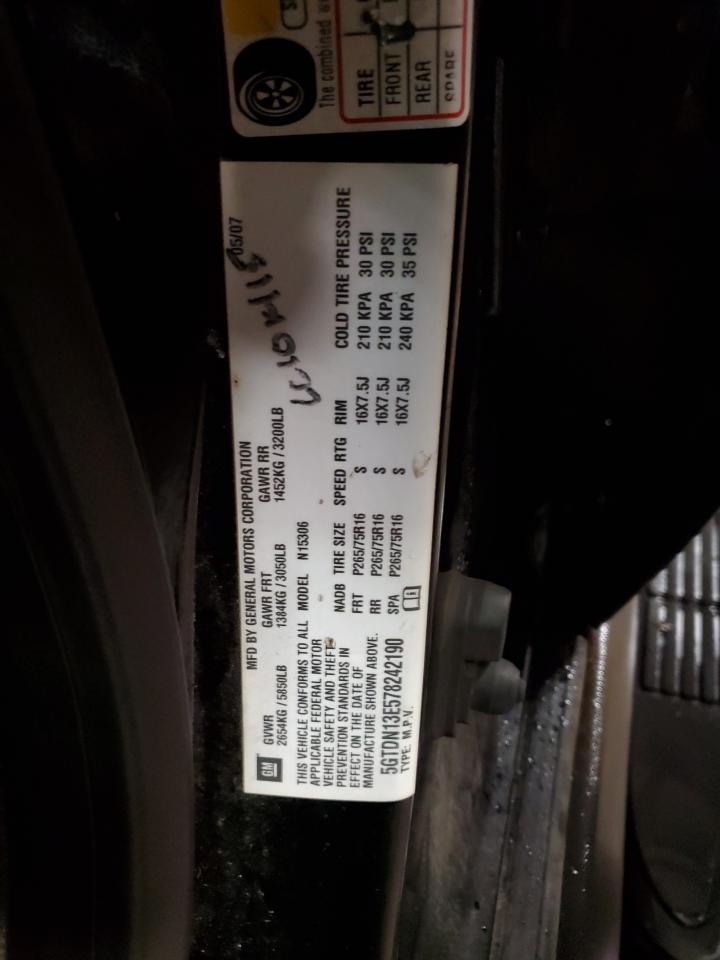 The combined
TIRE
FRONT
REAR
SPARE
MFD BY GENERAL MOTORS CORPORATION 05/07
GVWR GAWR FRT GAWR RR
2654KG / 5850LB 1384KG / 3050LB 1452KG / 3200LB
GM
THIS VEHICLE CONFORMS TO ALL MODEL N15306
APPLICABLE FEDERAL MOTOR
VEHICLE SAFETY AND THEFT
PREVENTION STANDARDS IN
EFFECT ON THE DATE OF
MANUFACTURE SHOWN ABOVE.
NADB TIRE SIZE SPEED RTG RIM COLD TIRE PRESSURE
FRT P265/75R16 S 16X7.5J 210 KPA 30 PSI
RR P265/75R16 S 16X7.5J 210 KPA 30 PSI
SPA P265/75R16 S 16X7.5J 240 KPA 35 PSI
5GTDN13E578242190
TYPE: M.P.V.